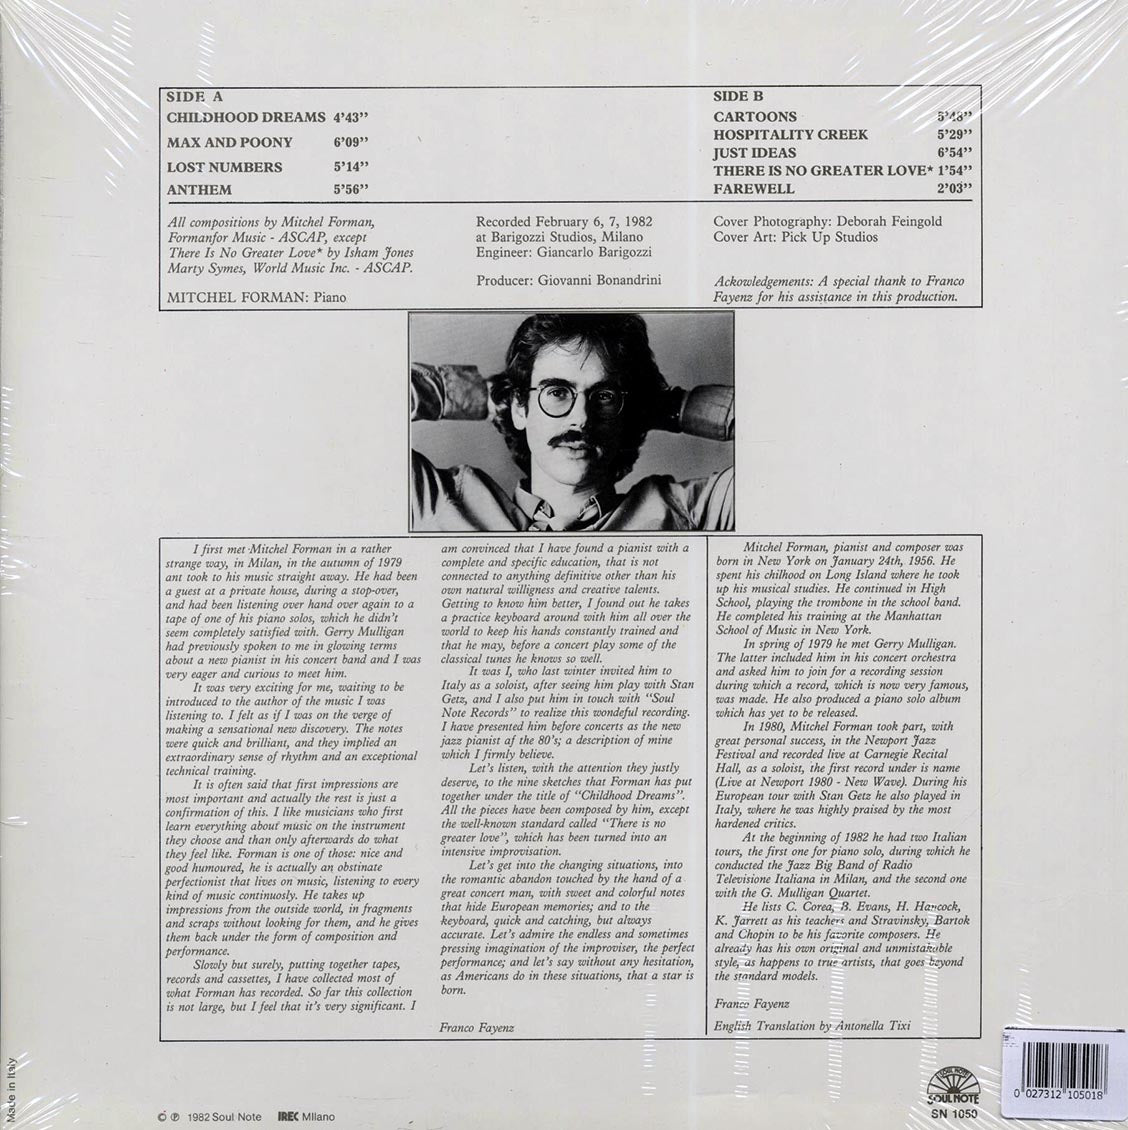 SIDE A
CHILDHOOD DREAMS 4'43''
MAX AND POONY 6'09''
LOST NUMBERS 5'14''
ANTHEM 5'56''
SIDE B
CARTOONS
HOSPITALITY CREEK 5'29''
JUST IDEAS 6'54''
THERE IS NO GREATER LOVE* 1'54''
FAREWELL 2'03''
All compositions by Mitchel Forman,
Formanfor Music - ASCAP, except
There Is No Greater Love* by Isham Jones
Marty Symes, World Music Inc. - ASCAP.
MITCHEL FORMAN: Piano
Recorded February 6, 7, 1982
at Barigozzi Studios, Milano
Engineer: Giancarlo Barigozzi
Producer: Giovanni Bonandrini
Cover Photography: Deborah Feingold
Cover Art: Pick Up Studios
Acknowledgements: A special thank to Franco
Fayenz for his assistance in this production.
I first met Mitchel Forman in a rather
strange way, in Milan, in the autumn of 1979
ant took to his music straight away. He had been
a guest at a private house, during a stop-over,
and had been listening over hand over again to a
tape of one of his piano solos, which he didn't
seem completely satisfied with. Gerry Mulligan
had previously spoken to me in glowing terms
about a new pianist in his concert band and I was
very eager and curious to meet him.
It was very exciting for me, waiting to be
introduced to the author of the music I was
listening to. I felt as if I was on the verge of
making a sensational new discovery. The notes
were quick and brilliant, and they implied an
extraordinary sense of rhythm and an exceptional
technical training.
It is often said that first impressions are
most important and actually the rest is just a
confirmation of this. I like musicians who first
learn everything about music on the instrument
they choose and than only afterwards do what
they feel like. Forman is one of those: nice and
good humoured, he is actually an obstinate
perfectionist that lives on music, listening to every
kind of music continuosly. He takes up
impressions from the outside world, in fragments
and scraps without looking for them, and he gives
them back under the form of composition and
performance.
Slowly but surely, putting together tapes,
records and cassettes, I have collected most of
what Forman has recorded. So far this collection
is not large, but I feel that it's very significant. I
am convinced that I have found a pianist with a
complete and specific education, that is not
connected to anything definitive other than his
own natural willigness and creative talents.
Getting to know him better, I found out he takes
a practice keyboard around with him all over the
world to keep his hands constantly trained and
that he may, before a concert play some of the
classical tunes he knows so well.
It was I, who last winter invited him to
Italy as a soloist, after seeing him play with Stan
Getz, and I also put him in touch with "Soul
Note Records" to realize this wondeful recording.
I have presented him before concerts as the new
jazz pianist af the 80's; a description of mine
which I firmly believe.
Let's listen, with the attention they justly
deserve, to the nine sketches that Forman has put
together under the title of "Childhood Dreams".
All the pieces have been composed by him, except
the well-known standard called "There is no
greater love", which has been turned into an
intensive improvisation.
Let's get into the changing situations, into
the romantic abandon touched by the hand of a
great concert man, with sweet and colorful notes
that hide European memories; and to the
keyboard, quick and catching, but always
accurate. Let's admire the endless and sometimes
pressing imagination of the improviser, the perfect
performance; and let's say without any hesitation,
as Americans do in these situations, that a star is
born.
Franco Fayenz
Mitchel Forman, pianist and composer was
born in New York on January 24th, 1956. He
spent his chilhood on Long Island where he took
up his musical studies. He continued in High
School, playing the trombone in the school band.
He completed his training at the Manhattan
School of Music in New York.
In spring of 1979 he met Gerry Mulligan.
The latter included him in his concert orchestra
and asked him to join for a recording session
during which a record, which is now very famous,
was made. He also produced a piano solo album
which has yet to be released.
In 1980, Mitchel Forman took part, with
great personal success, in the Newport Jazz
Festival and recorded live at Carnegie Recital
Hall, as a soloist, the first record under is name
(Live at Newport 1980 - New Wave). During his
European tour with Stan Getz he also played in
Italy, where he was highly praised by the most
hardened critics.
At the beginning of 1982 he had two Italian
tours, the first one for piano solo, during which he
conducted the Jazz Big Band of Radio
Televisione Italiana in Milan, and the second one
with the G. Mulligan Quartet.
He lists C. Corea, B. Evans, H. Hancock,
K. Jarrett as his teachers and Stravinsky, Bartok
and Chopin to be his favorite composers. He
already has his own original and unmistakable
style, as happens to true artists, that goes beyond
the standard models.
Franco Fayenz
English Translation by Antonella Tixi
Made in Italy
© ℗ 1982 Soul Note IREC MIlano
SOUL NOTE
SOUL NOTE
SN 1050
0 027312 105018